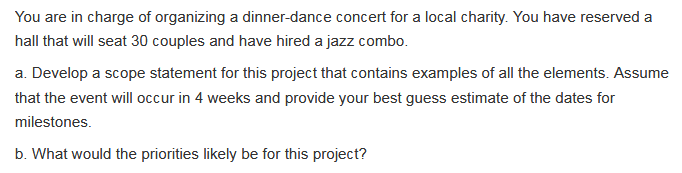 You are in charge of organizing a dinner-dance concert for a local charity. You have reserved a
hall that will seat 30 couples and have hired a jazz combo.
a. Develop a scope statement for this project that contains examples of all the elements. Assume
that the event will occur in 4 weeks and provide your best guess estimate of the dates for
milestones.
b. What would the priorities likely be for this project?